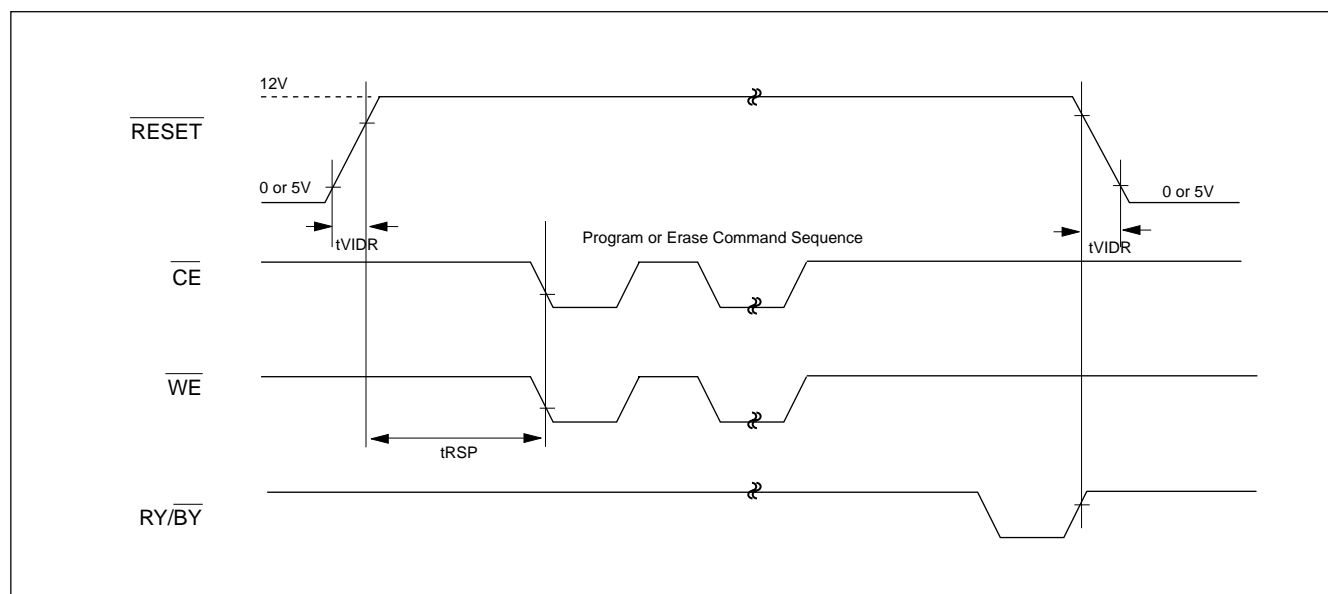 12V
RESET
0 or 5V
0 or 5V
tVIDR
Program or Erase Command Sequence
tVIDR
CE
WE
tRSP
RY/BY